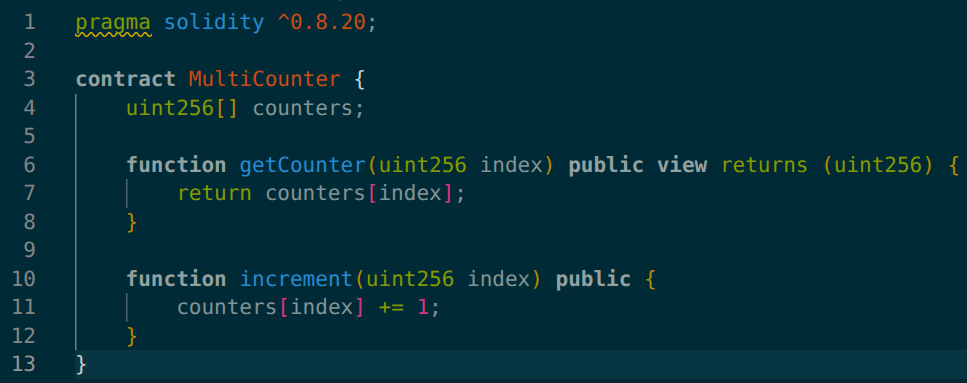 1 pragma solidity ^0.8.20;
2
3 contract MultiCounter {
4     uint256[] counters;
5
6     function getCounter(uint256 index) public view returns (uint256) {
7         return counters[index];
8     }
9
10     function increment(uint256 index) public {
11         counters[index] += 1;
12     }
13 }